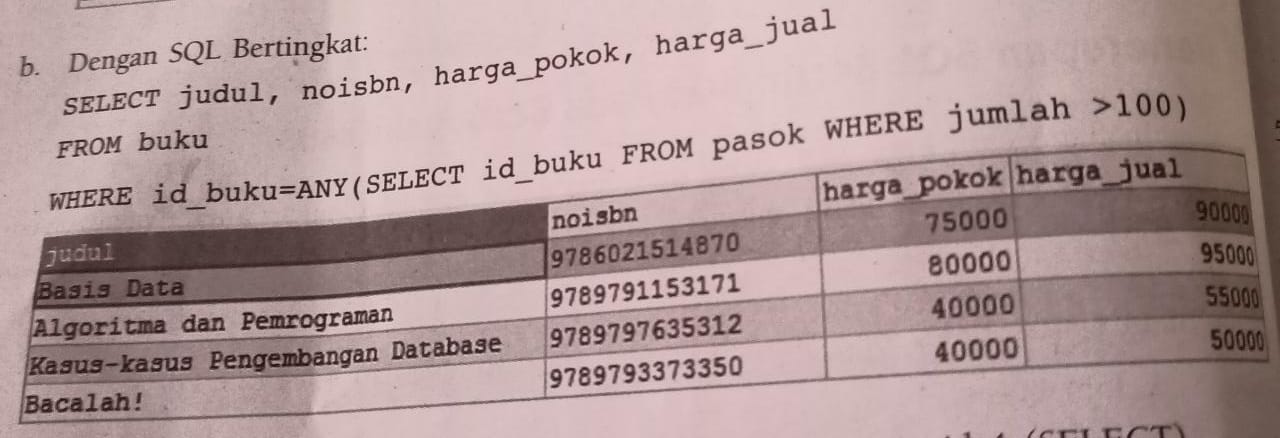 b. Dengan SQL Bertingkat:
SELECT judul, noisbn, harga_pokok, harga_jual
FROM buku
WHERE id_buku=ANY(SELECT id_buku FROM pasok WHERE jumlah >100)
judul noisbn harga_pokok harga_jual
Basis Data 9786021514870 75000 90000
Algoritma dan Pemrograman 9789791153171 80000 95000
Kasus-kasus Pengembangan Database 9789797635312 40000 55000
Bacalah! 9789793373350 40000 50000
(SELECT)